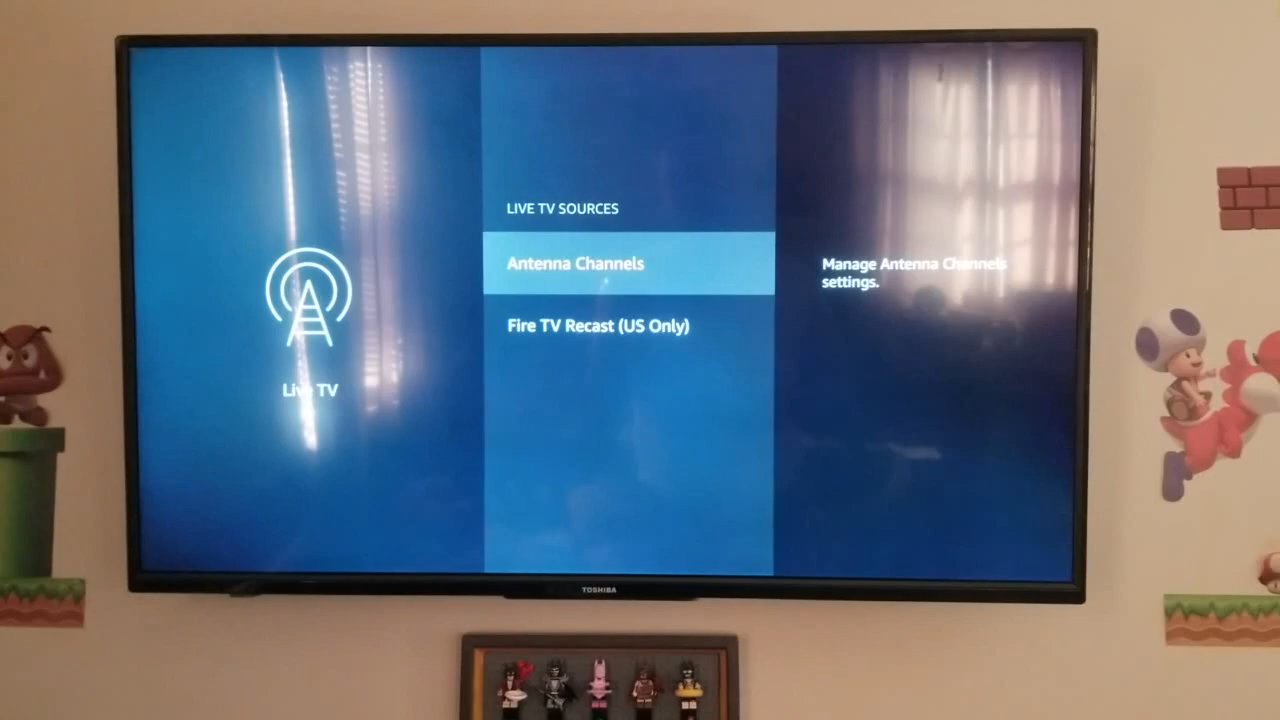 LIVE TV SOURCES
Antenna Channels
Manage Antenna Channels
settings.
Fire TV Recast (US Only)
Live TV
TOSHIBA